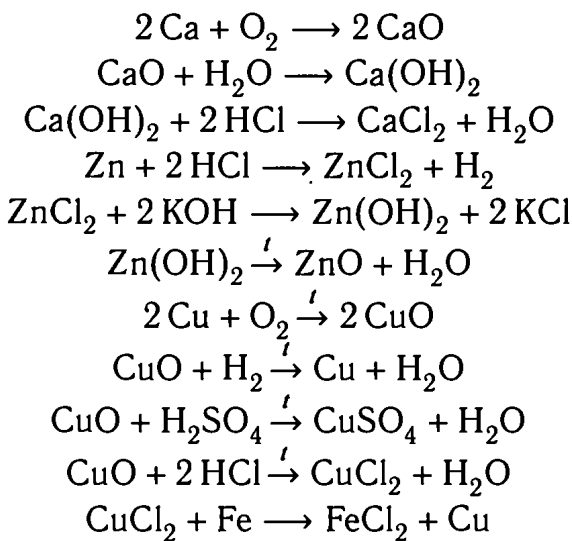 2 Ca + O₂ ⟶ 2 CaO
CaO + H₂O ⟶ Ca(OH)₂
Ca(OH)₂ + 2 HCl ⟶ CaCl₂ + H₂O
Zn + 2 HCl ⟶ ZnCl₂ + H₂
ZnCl₂ + 2 KOH ⟶ Zn(OH)₂ + 2 KCl
Zn(OH)₂ –ᵗ→ ZnO + H₂O
2 Cu + O₂ –ᵗ→ 2 CuO
CuO + H₂ –ᵗ→ Cu + H₂O
CuO + H₂SO₄ –ᵗ→ CuSO₄ + H₂O
CuO + 2 HCl –ᵗ→ CuCl₂ + H₂O
CuCl₂ + Fe ⟶ FeCl₂ + Cu